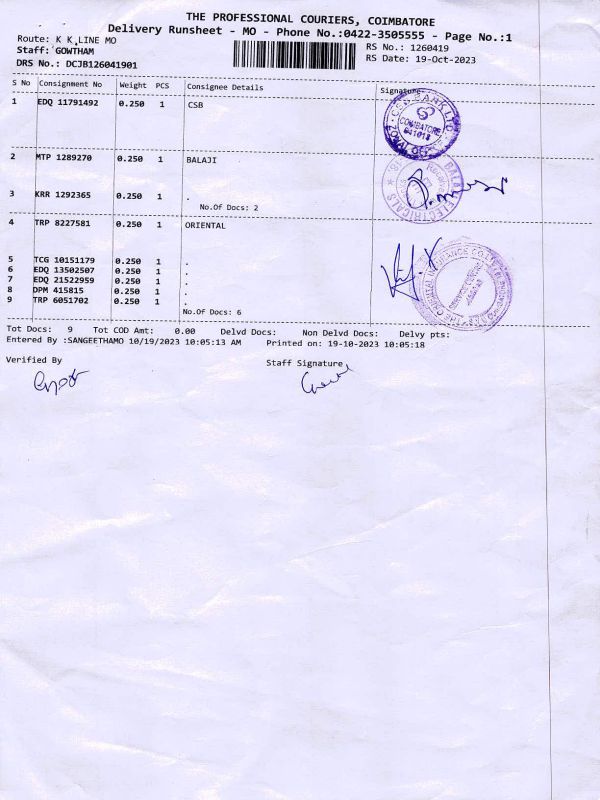 THE PROFESSIONAL COURIERS, COIMBATORE
Delivery Runsheet - MO - Phone No.:0422-3505555 - Page No.:1
Route: K K LINE MO
RS No.: 1260419
Staff: GOWTHAM
RS Date: 19-Oct-2023
DRS No.: DCJB126041901
S No Consignment No Weight PCS Consignee Details Signature
1 EDQ 11791492 0.250 1 CSB
CSB BANK LTD
COIMBATORE
641018
2 MTP 1289270 0.250 1 BALAJI
BALAJI ELECTRICALS
3 KRR 1292365 0.250 1 .
No.Of Docs: 2
4 TRP 8227581 0.250 1 ORIENTAL
5 TCG 10151179 0.250 1 .
6 EDQ 13502507 0.250 1 .
7 EDQ 21522959 0.250 1 .
8 DPM 415815 0.250 1 .
9 TRP 6051702 0.250 1 .
No.Of Docs: 6
Tot Docs: 9 Tot COD Amt: 0.00 Delvd Docs: Non Delvd Docs: Delvy pts:
Entered By :SANGEETHAMO 10/19/2023 10:05:13 AM Printed on: 19-10-2023 10:05:18
Verified By Staff Signature